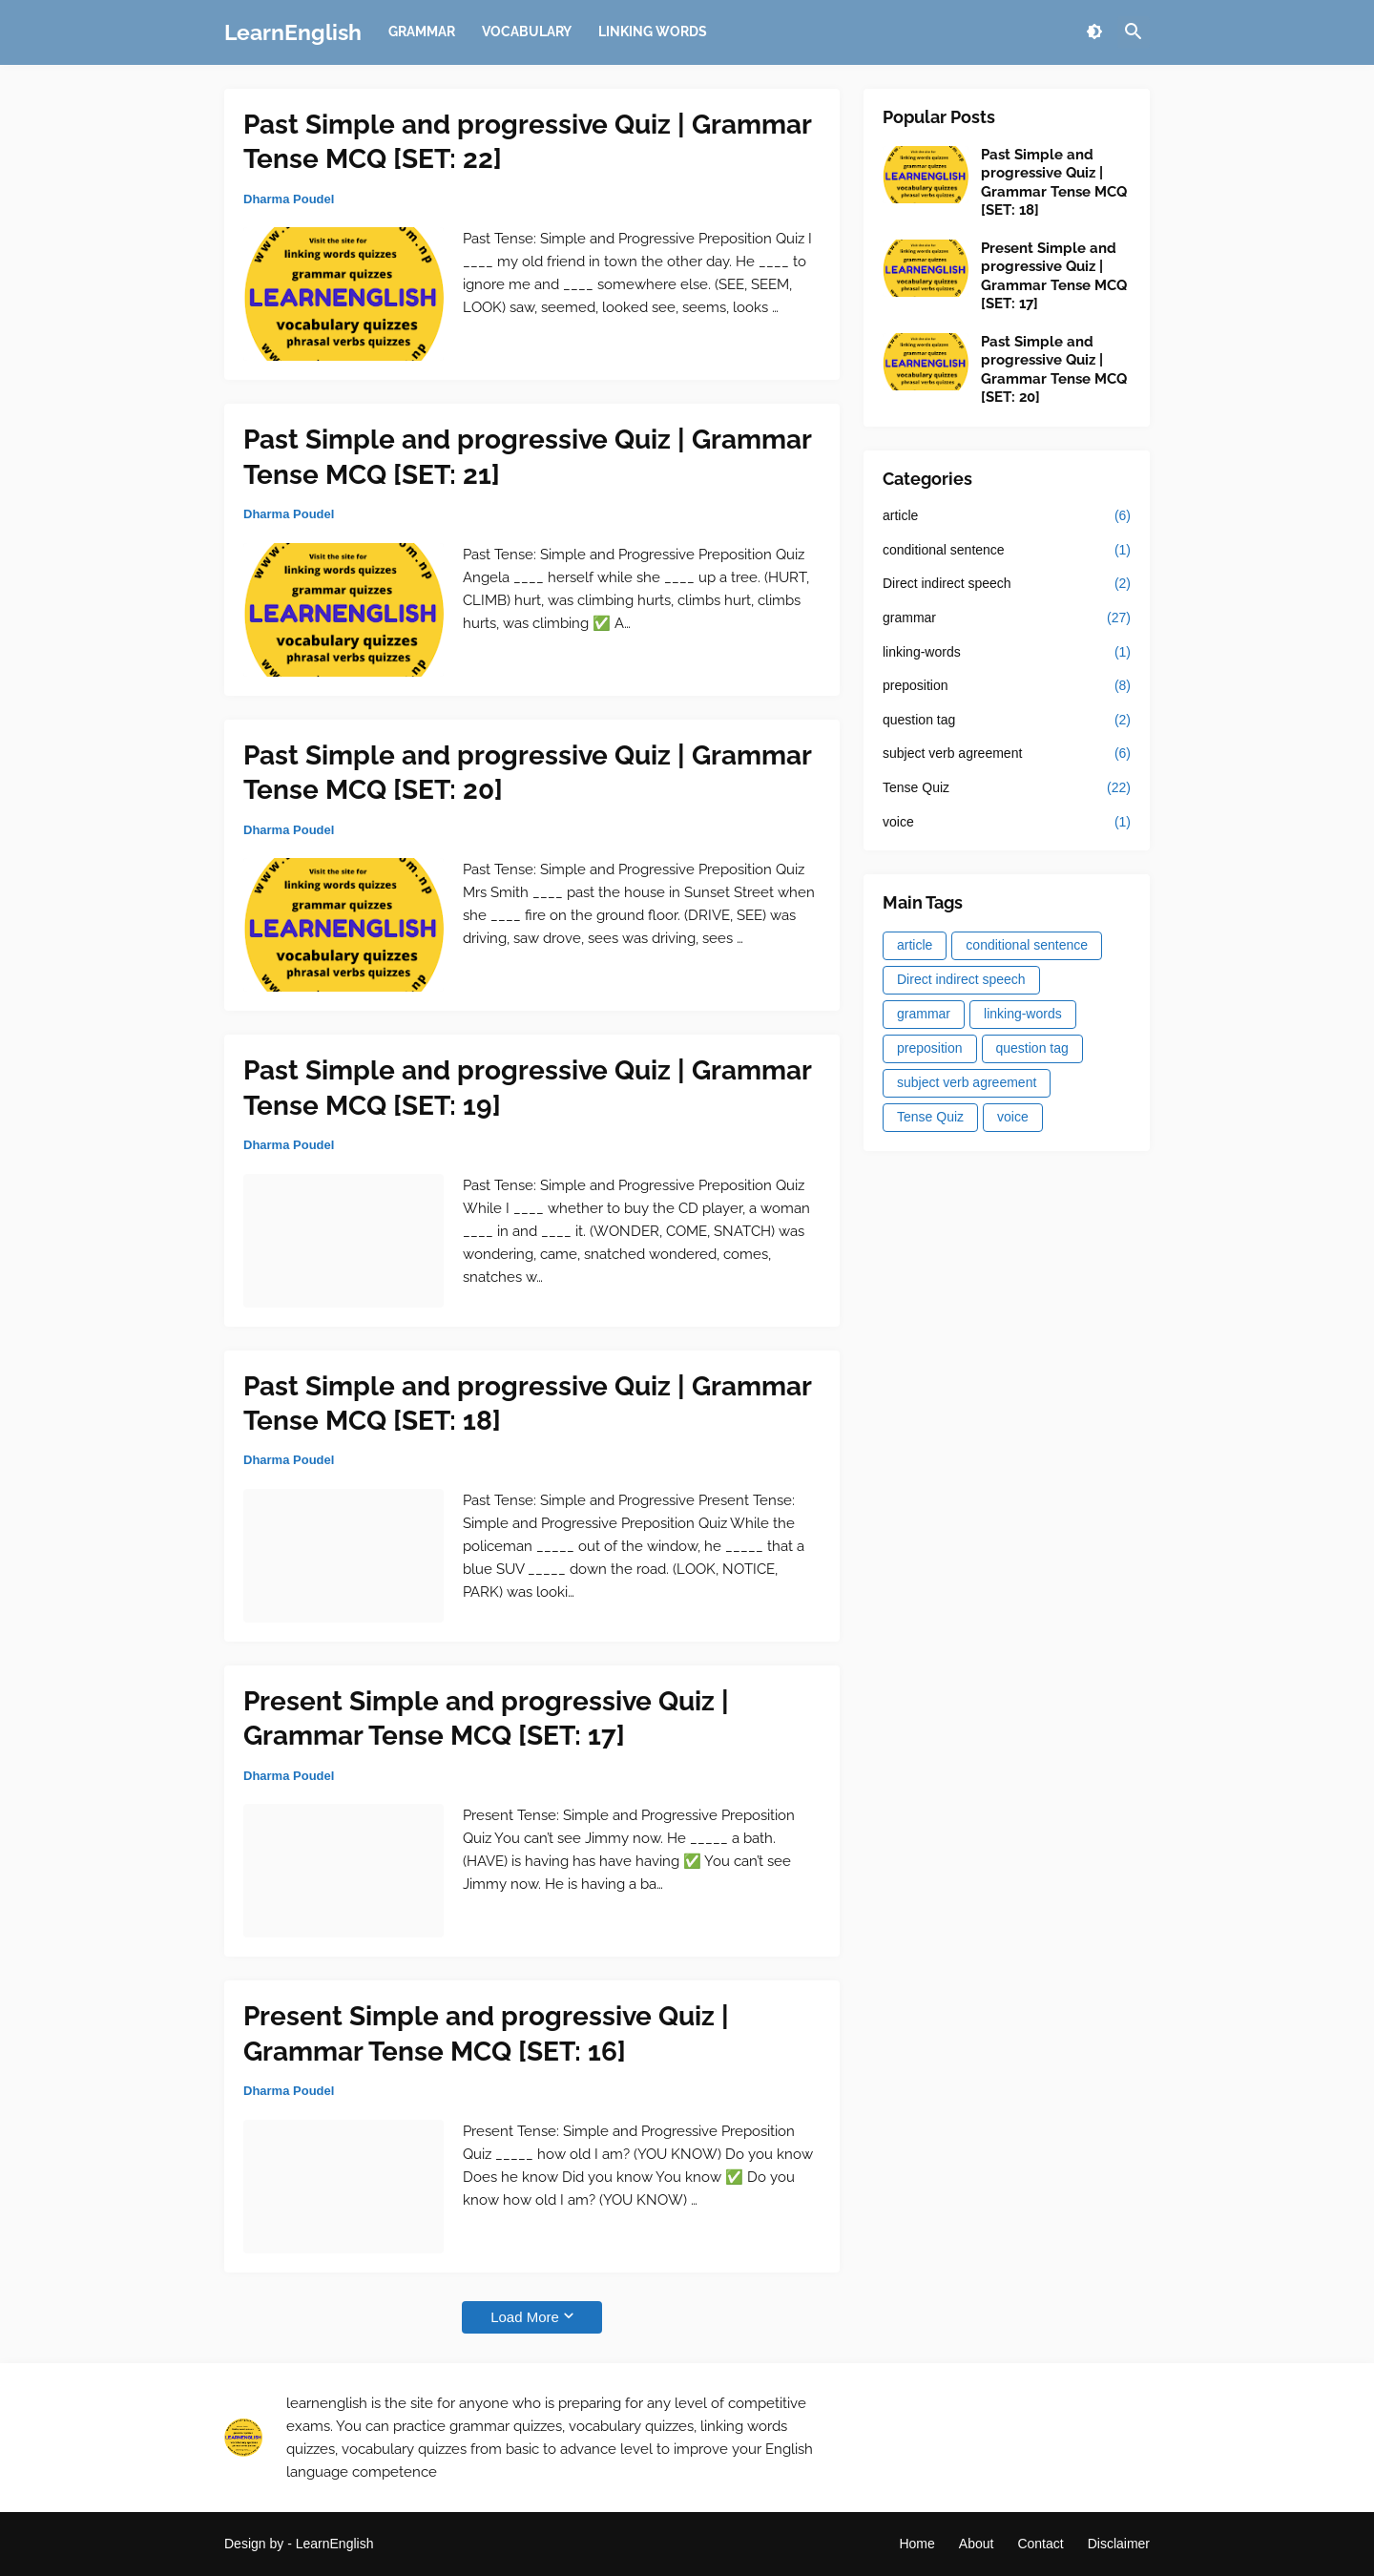 LearnEnglish GRAMMAR VOCABULARY LINKING WORDS
Past Simple and progressive Quiz | Grammar
Tense MCQ [SET: 22]
Dharma Poudel
Visit the site for
linking words quizzes
grammar quizzes
LEARNENGLISH
vocabulary quizzes
phrasal verbs quizzes
Past Tense: Simple and Progressive Preposition Quiz I
____ my old friend in town the other day. He ____ to
ignore me and ____ somewhere else. (SEE, SEEM,
LOOK) saw, seemed, looked see, seems, looks …
Past Simple and progressive Quiz | Grammar
Tense MCQ [SET: 21]
Dharma Poudel
Visit the site for
linking words quizzes
grammar quizzes
LEARNENGLISH
vocabulary quizzes
phrasal verbs quizzes
Past Tense: Simple and Progressive Preposition Quiz
Angela ____ herself while she ____ up a tree. (HURT,
CLIMB) hurt, was climbing hurts, climbs hurt, climbs
hurts, was climbing ✅ A…
Past Simple and progressive Quiz | Grammar
Tense MCQ [SET: 20]
Dharma Poudel
Visit the site for
linking words quizzes
grammar quizzes
LEARNENGLISH
vocabulary quizzes
phrasal verbs quizzes
Past Tense: Simple and Progressive Preposition Quiz
Mrs Smith ____ past the house in Sunset Street when
she ____ fire on the ground floor. (DRIVE, SEE) was
driving, saw drove, sees was driving, sees …
Past Simple and progressive Quiz | Grammar
Tense MCQ [SET: 19]
Dharma Poudel
Past Tense: Simple and Progressive Preposition Quiz
While I ____ whether to buy the CD player, a woman
____ in and ____ it. (WONDER, COME, SNATCH) was
wondering, came, snatched wondered, comes,
snatches w…
Past Simple and progressive Quiz | Grammar
Tense MCQ [SET: 18]
Dharma Poudel
Past Tense: Simple and Progressive Present Tense:
Simple and Progressive Preposition Quiz While the
policeman _____ out of the window, he _____ that a
blue SUV _____ down the road. (LOOK, NOTICE,
PARK) was looki…
Present Simple and progressive Quiz |
Grammar Tense MCQ [SET: 17]
Dharma Poudel
Present Tense: Simple and Progressive Preposition
Quiz You can't see Jimmy now. He _____ a bath.
(HAVE) is having has have having ✅ You can't see
Jimmy now. He is having a ba…
Present Simple and progressive Quiz |
Grammar Tense MCQ [SET: 16]
Dharma Poudel
Present Tense: Simple and Progressive Preposition
Quiz _____ how old I am? (YOU KNOW) Do you know
Does he know Did you know You know ✅ Do you
know how old I am? (YOU KNOW) …
Load More
Popular Posts
LEARNENGLISH
Past Simple and
progressive Quiz |
Grammar Tense MCQ
[SET: 18]
LEARNENGLISH
Present Simple and
progressive Quiz |
Grammar Tense MCQ
[SET: 17]
LEARNENGLISH
Past Simple and
progressive Quiz |
Grammar Tense MCQ
[SET: 20]
Categories
article (6)
conditional sentence (1)
Direct indirect speech (2)
grammar (27)
linking-words (1)
preposition (8)
question tag (2)
subject verb agreement (6)
Tense Quiz (22)
voice (1)
Main Tags
article conditional sentence
Direct indirect speech
grammar linking-words
preposition question tag
subject verb agreement
Tense Quiz voice
LEARNENGLISH
learnenglish is the site for anyone who is preparing for any level of competitive
exams. You can practice grammar quizzes, vocabulary quizzes, linking words
quizzes, vocabulary quizzes from basic to advance level to improve your English
language competence
Design by - LearnEnglish Home About Contact Disclaimer